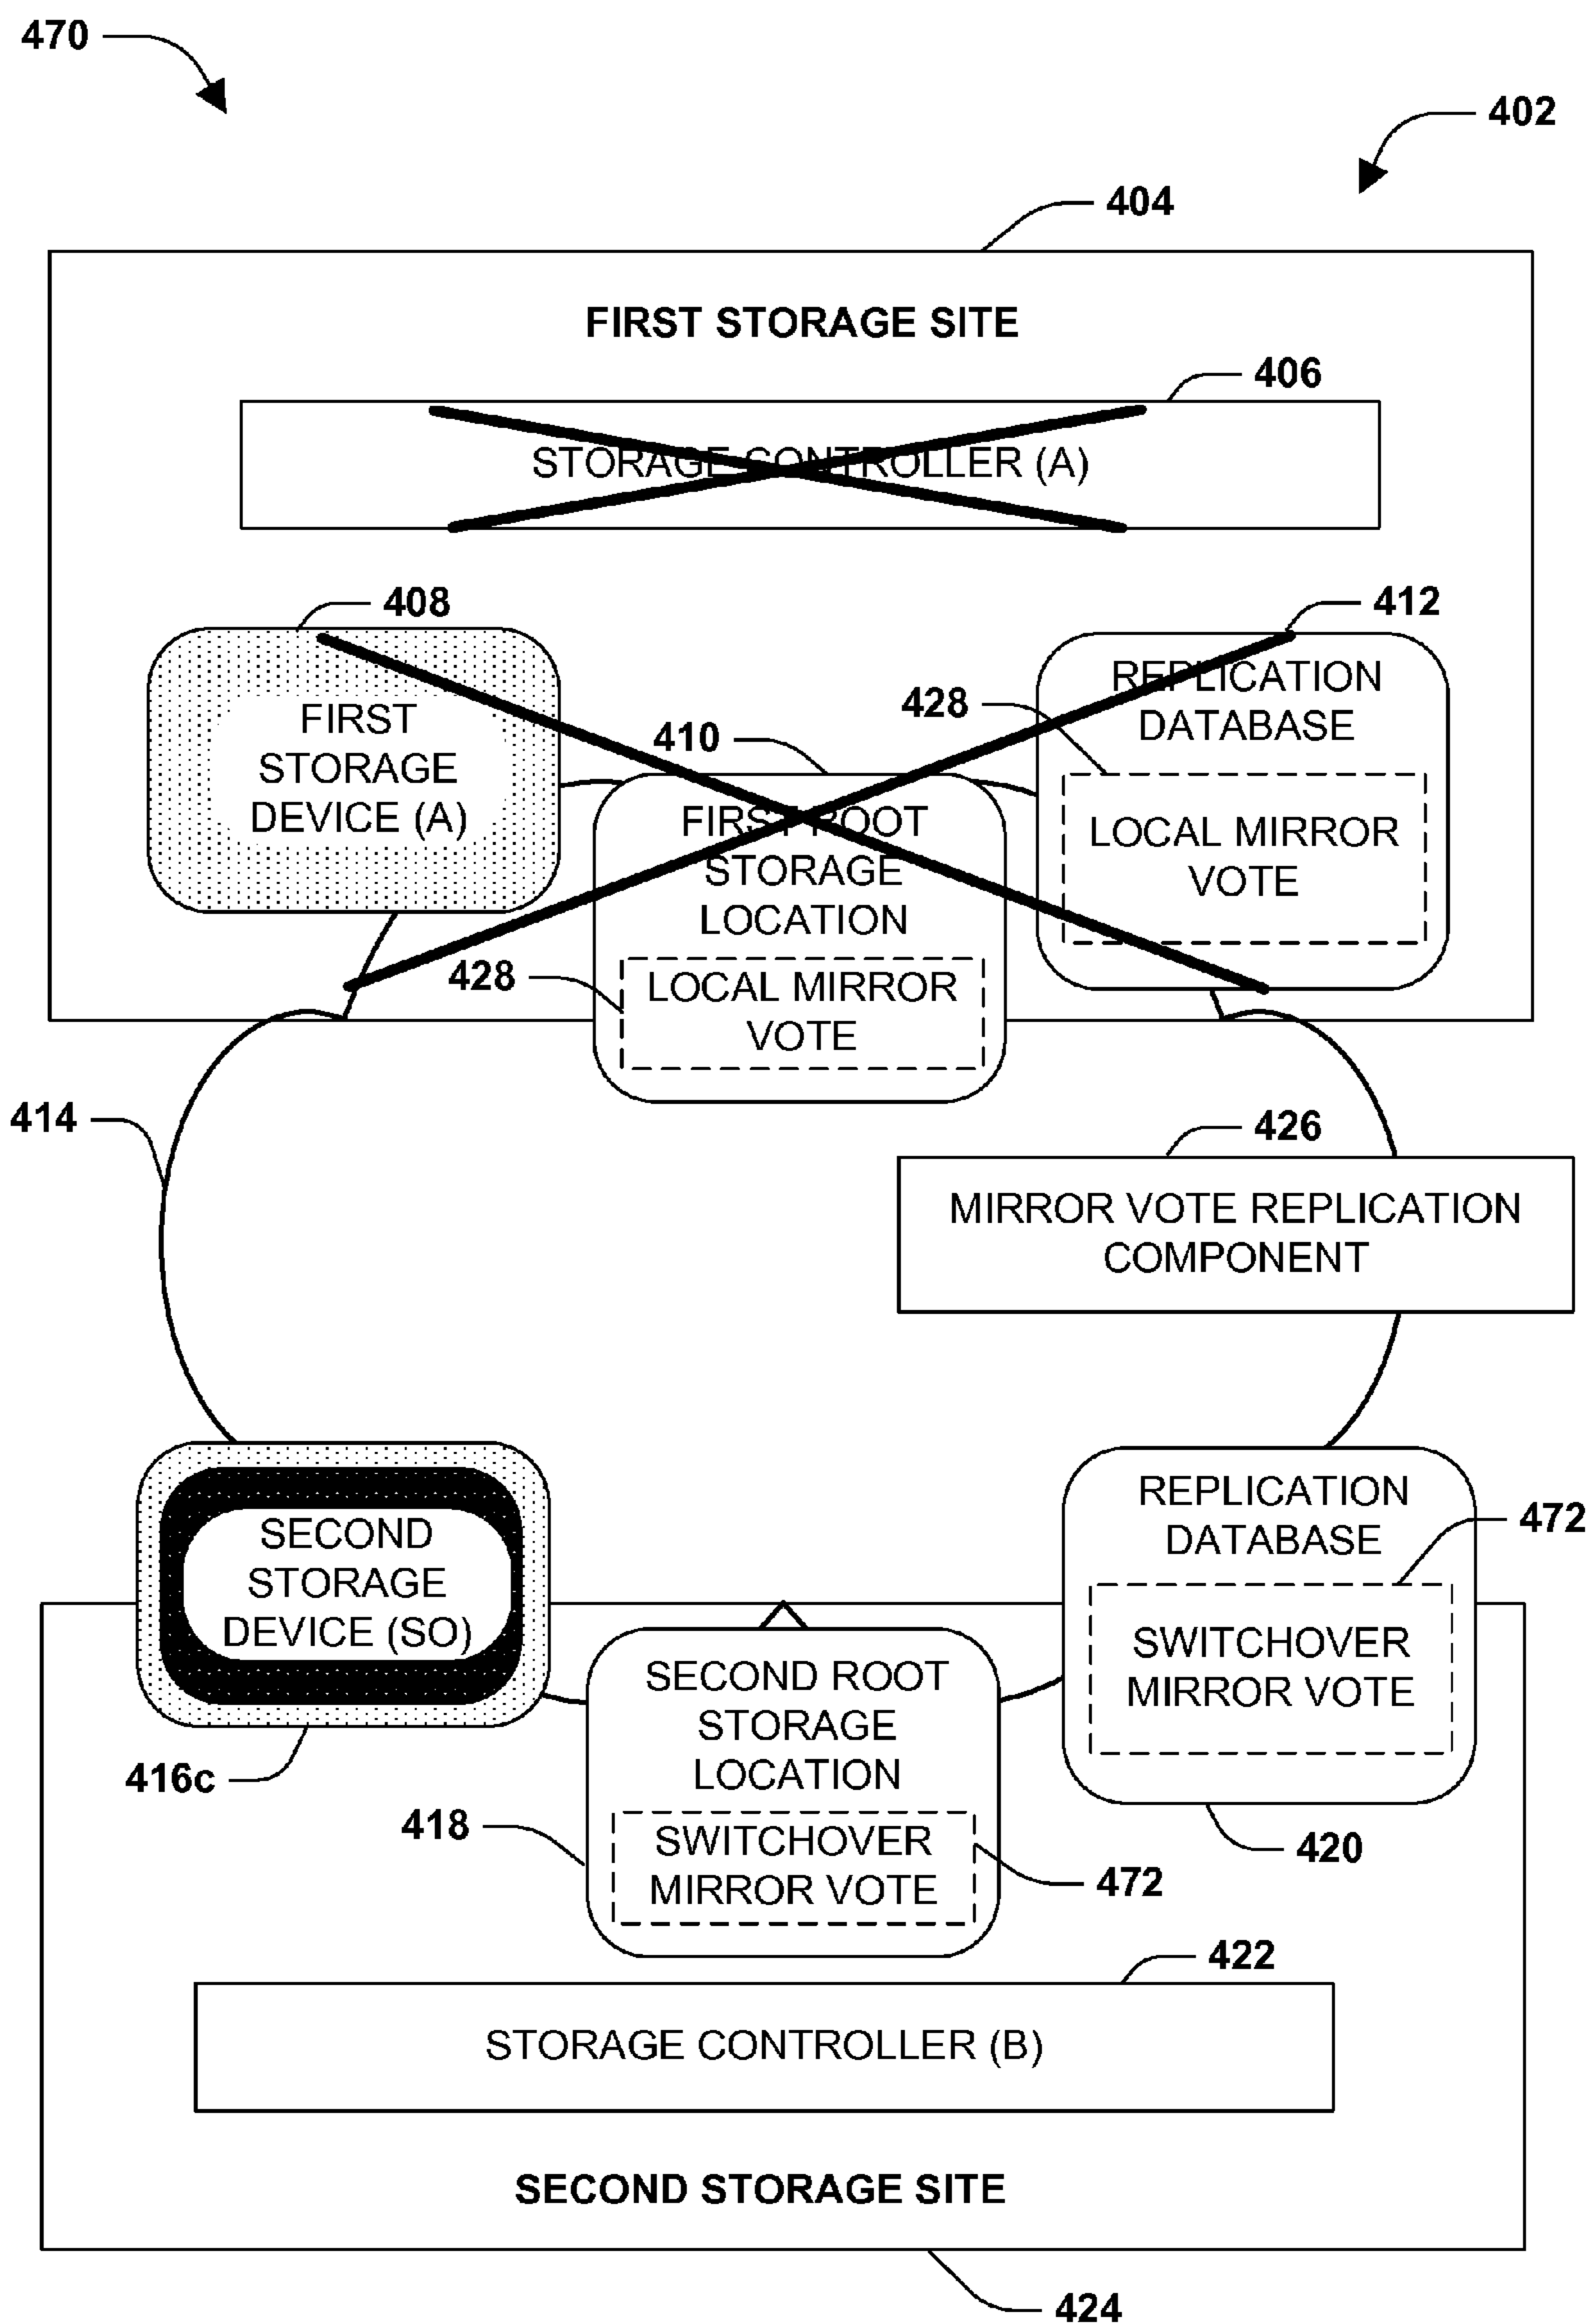 470
402
404
FIRST STORAGE SITE
406
STORAGE CONTROLLER (A)
408
412
FIRST
STORAGE
DEVICE (A)
REPLICATION
DATABASE
428
LOCAL MIRROR
VOTE
410
FIRST ROOT
STORAGE
LOCATION
428
LOCAL MIRROR
VOTE
414
426
MIRROR VOTE REPLICATION
COMPONENT
SECOND
STORAGE
DEVICE (SO)
416c
REPLICATION
DATABASE
472
SWITCHOVER
MIRROR VOTE
420
SECOND ROOT
STORAGE
LOCATION
418
SWITCHOVER
MIRROR VOTE
472
422
STORAGE CONTROLLER (B)
SECOND STORAGE SITE
424